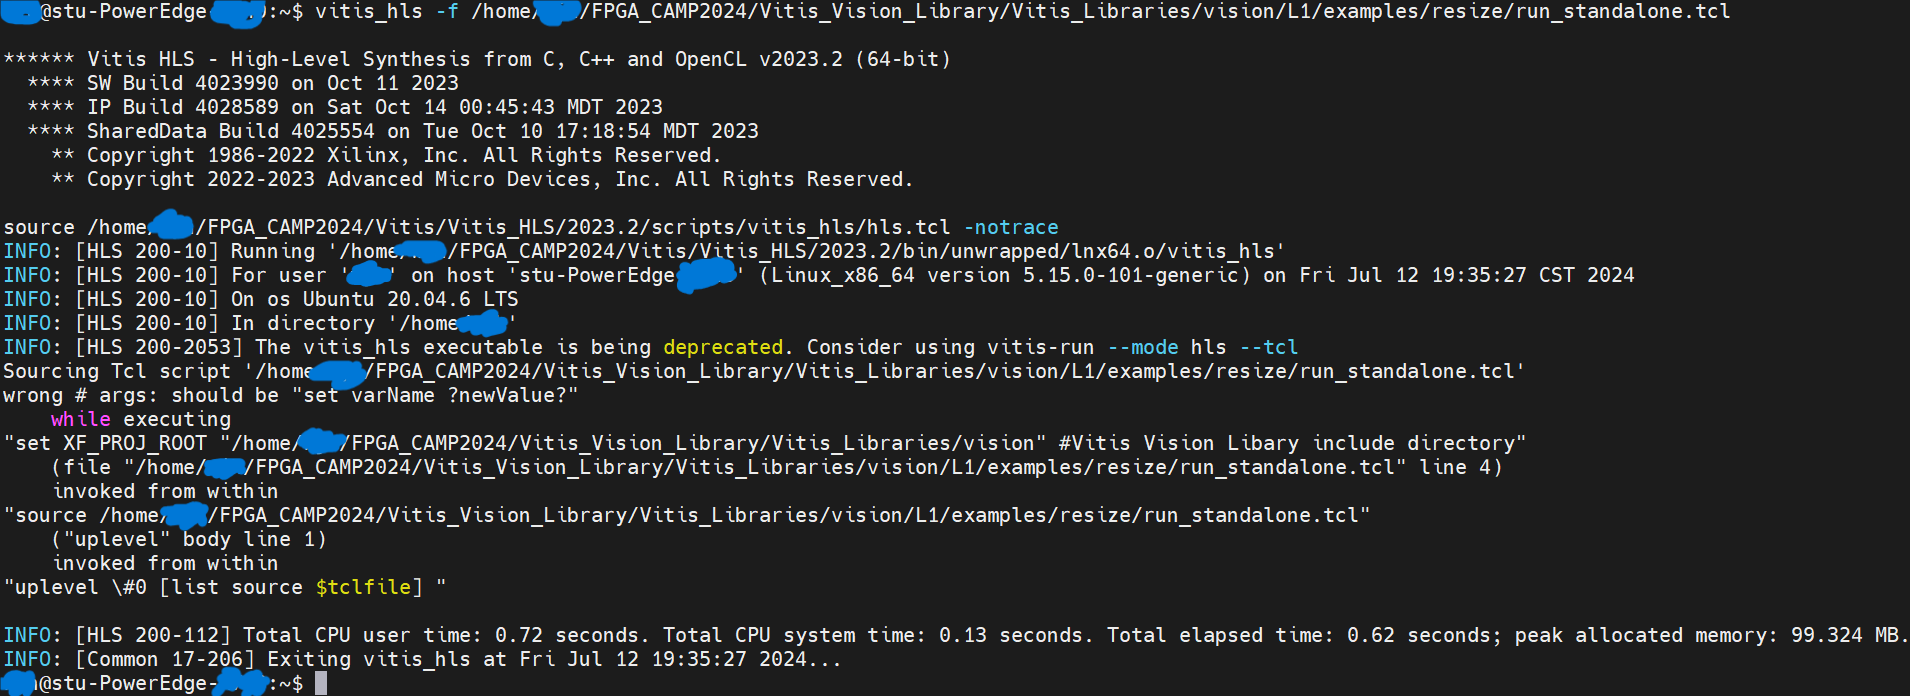 @stu-PowerEdge :~$ vitis_hls -f /home/ /FPGA_CAMP2024/Vitis_Vision_Library/Vitis_Libraries/vision/L1/examples/resize/run_standalone.tcl
****** Vitis HLS - High-Level Synthesis from C, C++ and OpenCL v2023.2 (64-bit)
**** SW Build 4023990 on Oct 11 2023
**** IP Build 4028589 on Sat Oct 14 00:45:43 MDT 2023
**** SharedData Build 4025554 on Tue Oct 10 17:18:54 MDT 2023
** Copyright 1986-2022 Xilinx, Inc. All Rights Reserved.
** Copyright 2022-2023 Advanced Micro Devices, Inc. All Rights Reserved.
source /home /FPGA_CAMP2024/Vitis/Vitis_HLS/2023.2/scripts/vitis_hls/hls.tcl -notrace
INFO: [HLS 200-10] Running '/home /FPGA_CAMP2024/Vitis/Vitis_HLS/2023.2/bin/unwrapped/lnx64.o/vitis_hls'
INFO: [HLS 200-10] For user ' ' on host 'stu-PowerEdge ' (Linux_x86_64 version 5.15.0-101-generic) on Fri Jul 12 19:35:27 CST 2024
INFO: [HLS 200-10] On os Ubuntu 20.04.6 LTS
INFO: [HLS 200-10] In directory '/home '
INFO: [HLS 200-2053] The vitis_hls executable is being deprecated. Consider using vitis-run --mode hls --tcl
Sourcing Tcl script '/home /FPGA_CAMP2024/Vitis_Vision_Library/Vitis_Libraries/vision/L1/examples/resize/run_standalone.tcl'
wrong # args: should be "set varName ?newValue?"
while executing
"set XF_PROJ_ROOT "/home/ /FPGA_CAMP2024/Vitis_Vision_Library/Vitis_Libraries/vision" #Vitis Vision Libary include directory"
(file "/home/ /FPGA_CAMP2024/Vitis_Vision_Library/Vitis_Libraries/vision/L1/examples/resize/run_standalone.tcl" line 4)
invoked from within
"source /home/ /FPGA_CAMP2024/Vitis_Vision_Library/Vitis_Libraries/vision/L1/examples/resize/run_standalone.tcl"
("uplevel" body line 1)
invoked from within
"uplevel \#0 [list source $tclfile] "
INFO: [HLS 200-112] Total CPU user time: 0.72 seconds. Total CPU system time: 0.13 seconds. Total elapsed time: 0.62 seconds; peak allocated memory: 99.324 MB.
INFO: [Common 17-206] Exiting vitis_hls at Fri Jul 12 19:35:27 2024...
@stu-PowerEdge- :~$